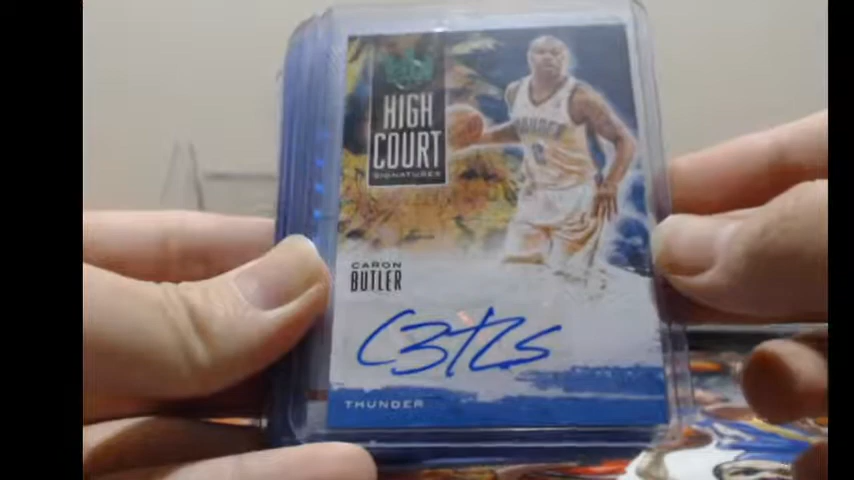 HIGH
COURT
SIGNATURES
CARON
BUTLER
THUNDER